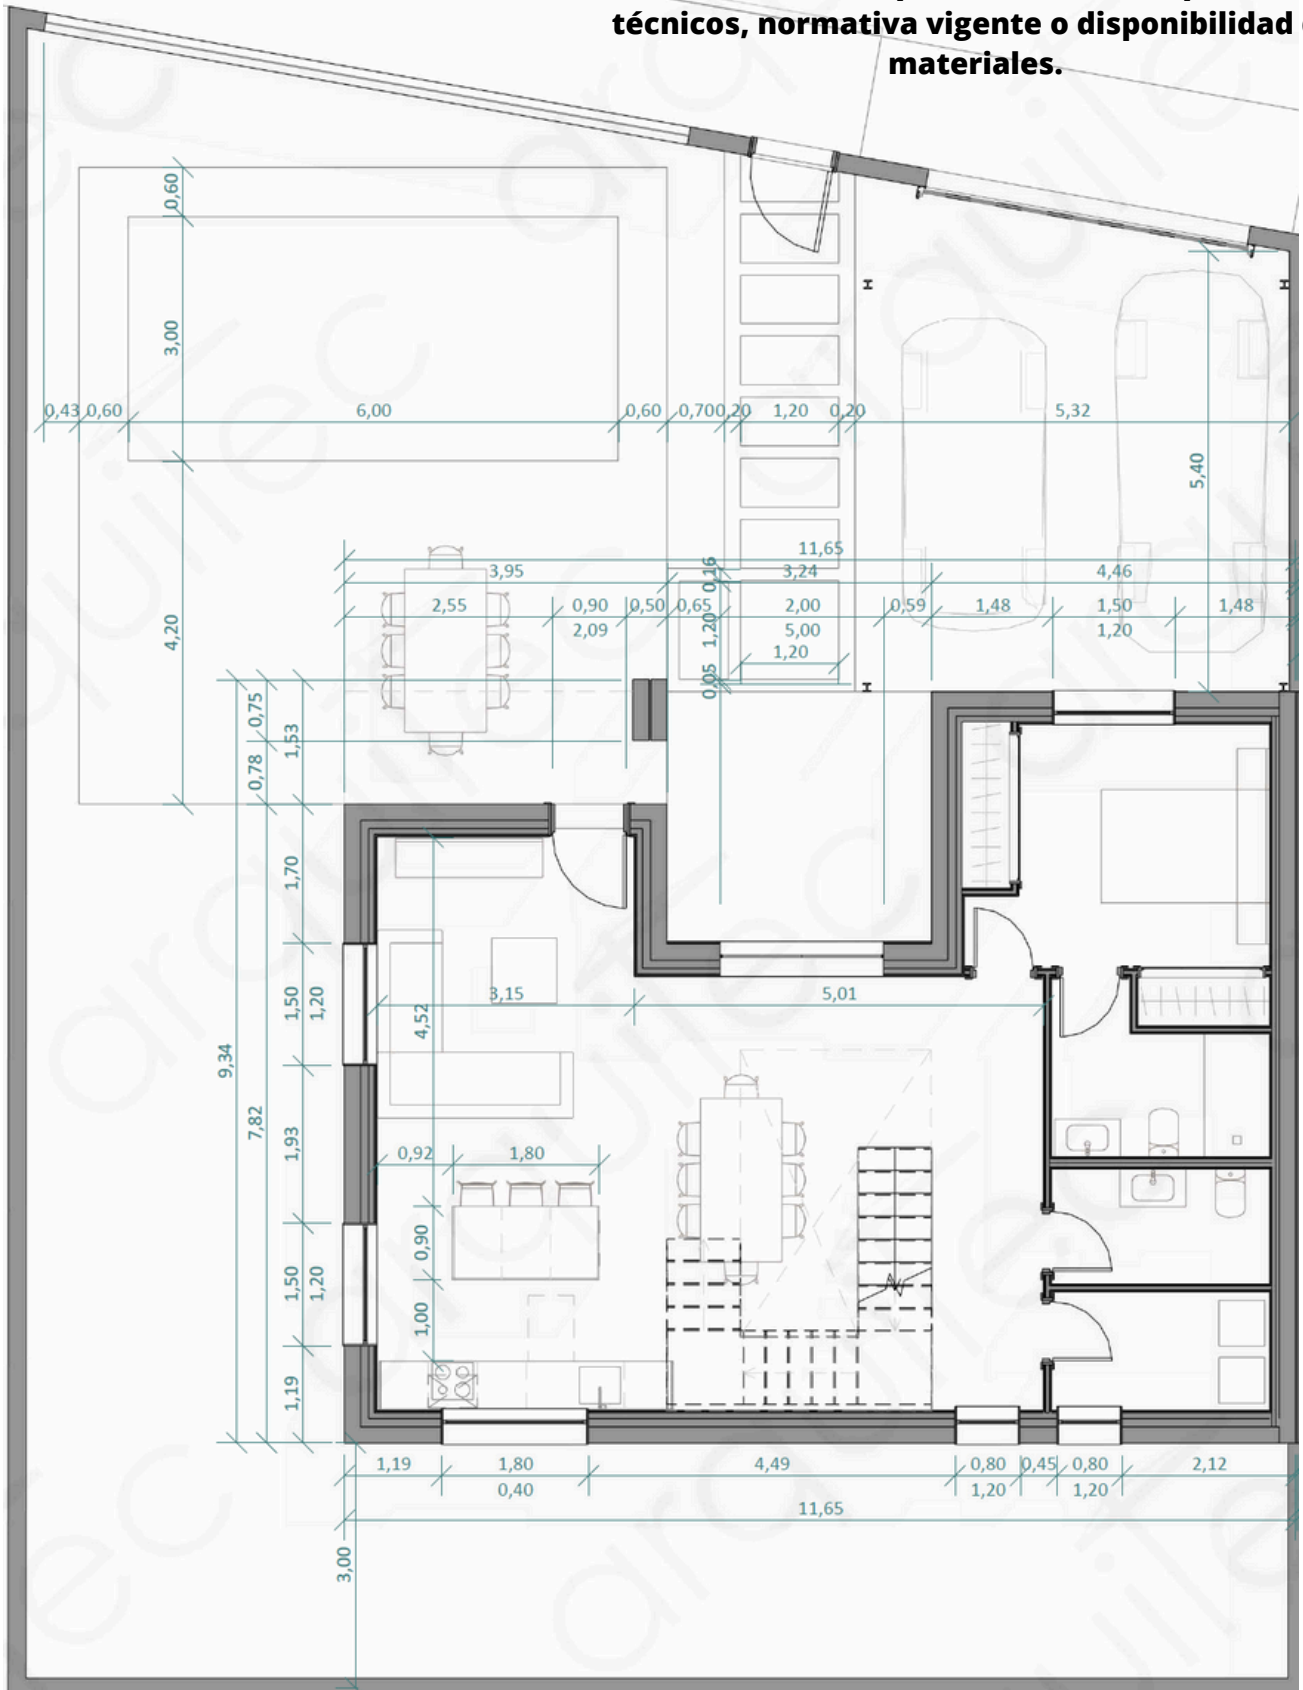 técnicos, normativa vigente o disponibilidad
materiales.
0,60
3,00
0,43 0,60 6,00 0,60 0,70 0,20 1,20 0,20 5,32
5,40
4,20
11,65
3,95 0,16 3,24 4,46
2,55 0,90 0,50 0,65 2,00 0,59 1,48 1,50 1,48
2,09 1,20 5,00 1,20
1,20
0,05
0,75
1,53
0,78
1,70
3,15 5,01
1,50 1,20 4,52
9,34
7,82
1,93 0,92 1,80
0,90
1,50 1,20
1,00
1,19
1,19 1,80 4,49 0,80 0,45 0,80 2,12
0,40 1,20 1,20
11,65
3,00
arquitec